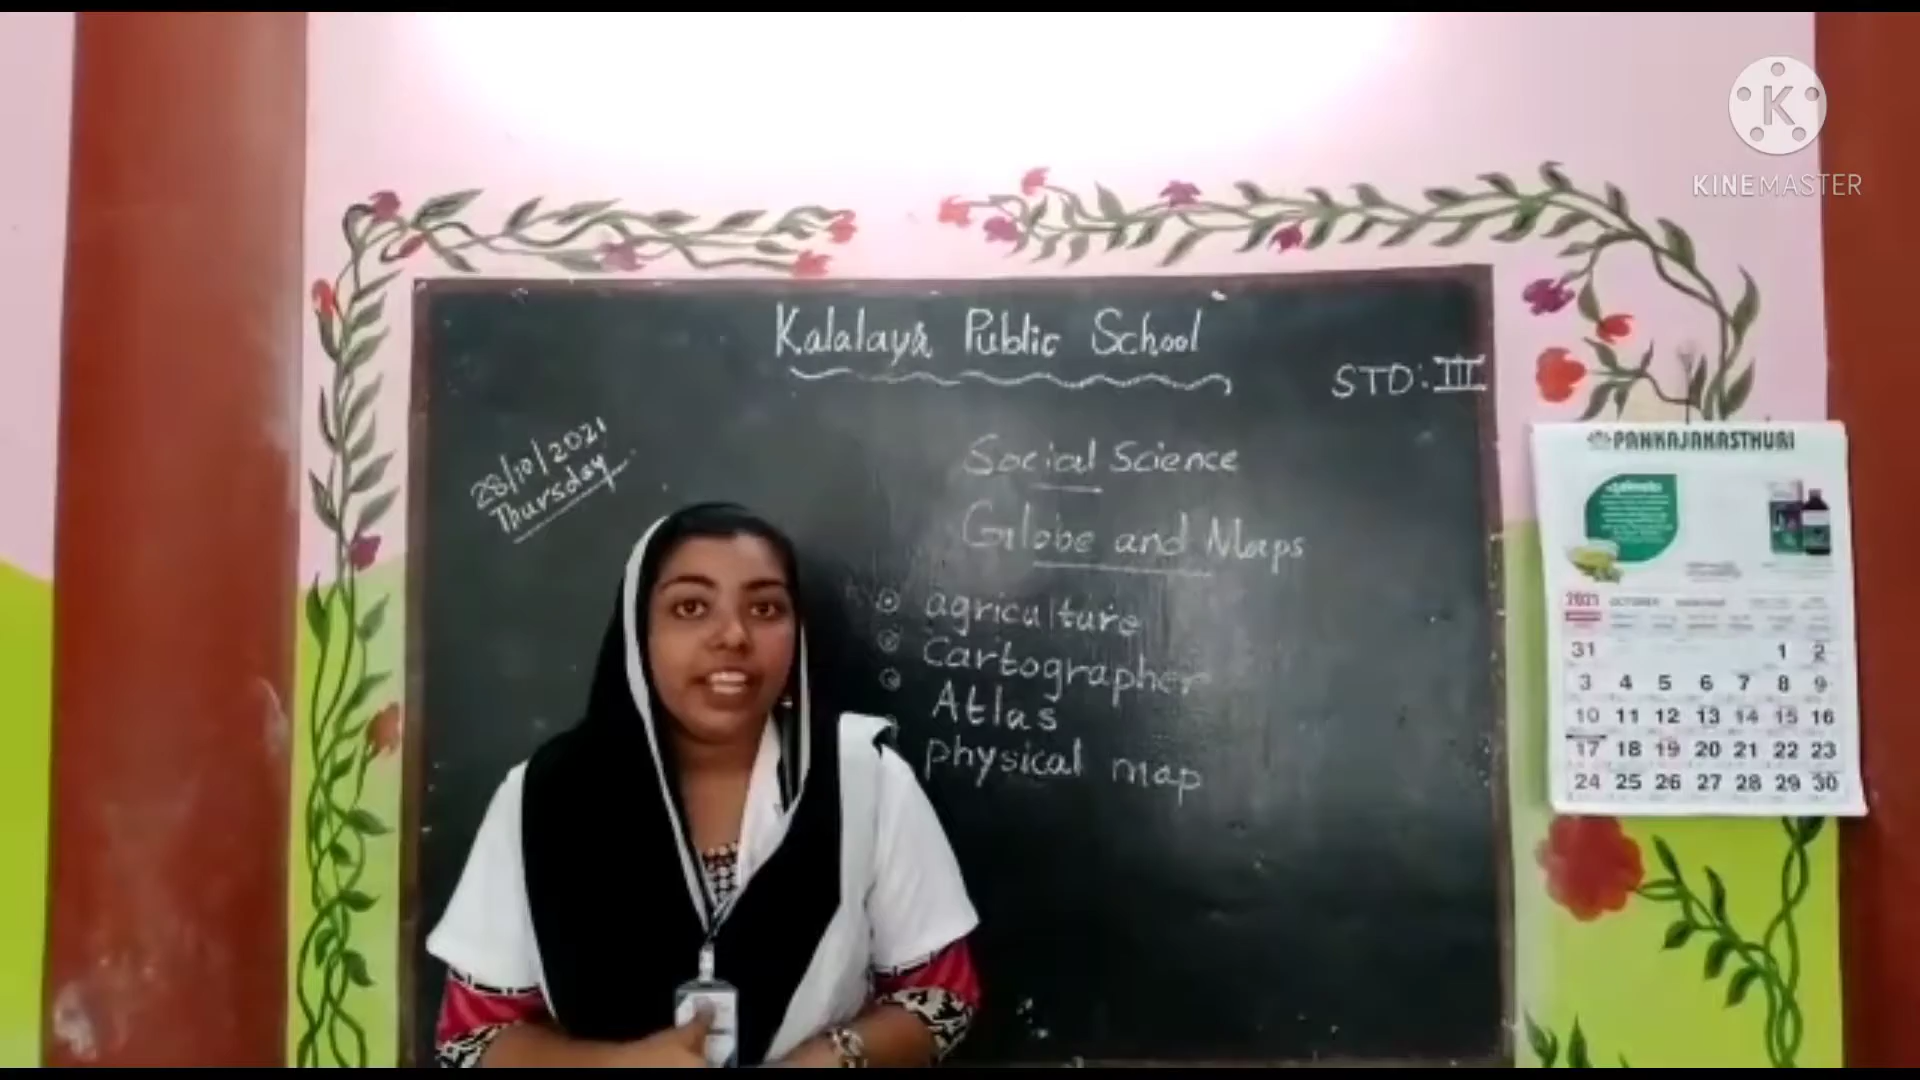 KINEMASTER
Kalalaya Public School
STD: III
28/10/2021
Thursday
Social Science
Globe and Maps
agriculture
Cartographer
Atlas
physical map
PANKAJAKASTHURI
2021 OCTOBER
31 1 2
3 4 5 6 7 8 9
10 11 12 13 14 15 16
17 18 19 20 21 22 23
24 25 26 27 28 29 30